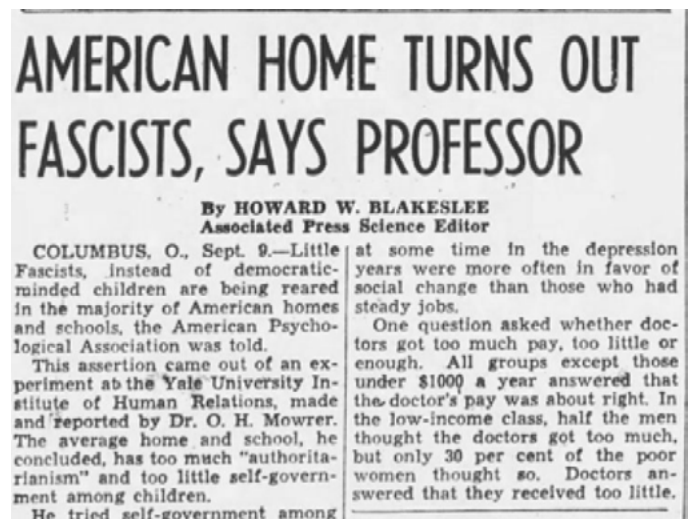 AMERICAN HOME TURNS OUT
FASCISTS, SAYS PROFESSOR
By HOWARD W. BLAKESLEE
Associated Press Science Editor
COLUMBUS, O., Sept. 9.—Little
Fascists, instead of democratic-
minded children are being reared
in the majority of American homes
and schools, the American Psycho-
logical Association was told.
This assertion came out of an ex-
periment at the Yale University In-
stitute of Human Relations, made
and reported by Dr. O. H. Mowrer.
The average home and school, he
concluded, has too much "authorita-
rianism" and too little self-govern-
ment among children.
He tried self-government among
at some time in the depression
years were more often in favor of
social change than those who had
steady jobs.
One question asked whether doc-
tors got too much pay, too little or
enough. All groups except those
under $1000 a year answered that
the doctor's pay was about right. In
the low-income class, half the men
thought the doctors got too much,
but only 30 per cent of the poor
women thought so. Doctors an-
swered that they received too little.